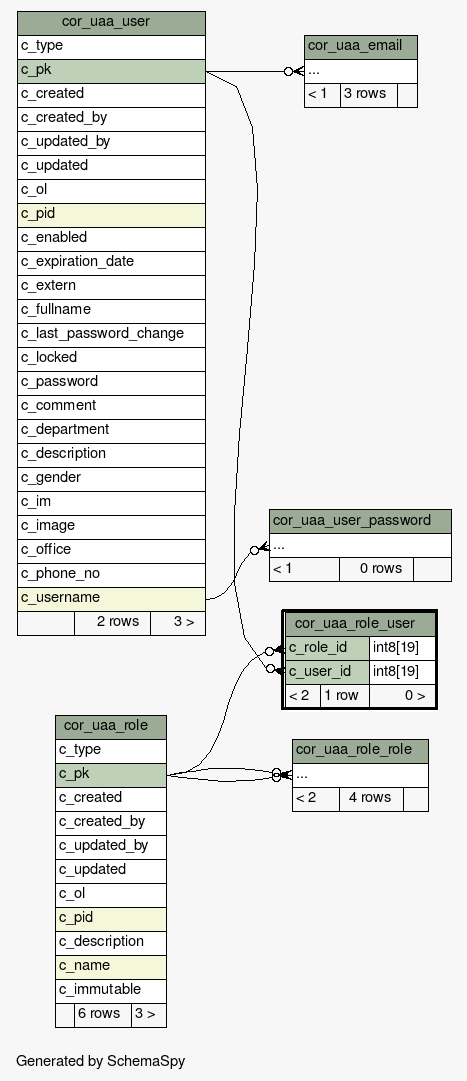 cor_uaa_user
c_type
c_pk
c_created
c_created_by
c_updated_by
c_updated
c_ol
c_pid
c_enabled
c_expiration_date
c_extern
c_fullname
c_last_password_change
c_locked
c_password
c_comment
c_department
c_description
c_gender
c_im
c_image
c_office
c_phone_no
c_username
2 rows 3 >
cor_uaa_email
...
< 1 3 rows
cor_uaa_user_password
...
< 1 0 rows
cor_uaa_role_user
c_role_id int8[19]
c_user_id int8[19]
< 2 1 row 0 >
cor_uaa_role
c_type
c_pk
c_created
c_created_by
c_updated_by
c_updated
c_ol
c_pid
c_description
c_name
c_immutable
6 rows 3 >
cor_uaa_role_role
...
< 2 4 rows
Generated by SchemaSpy